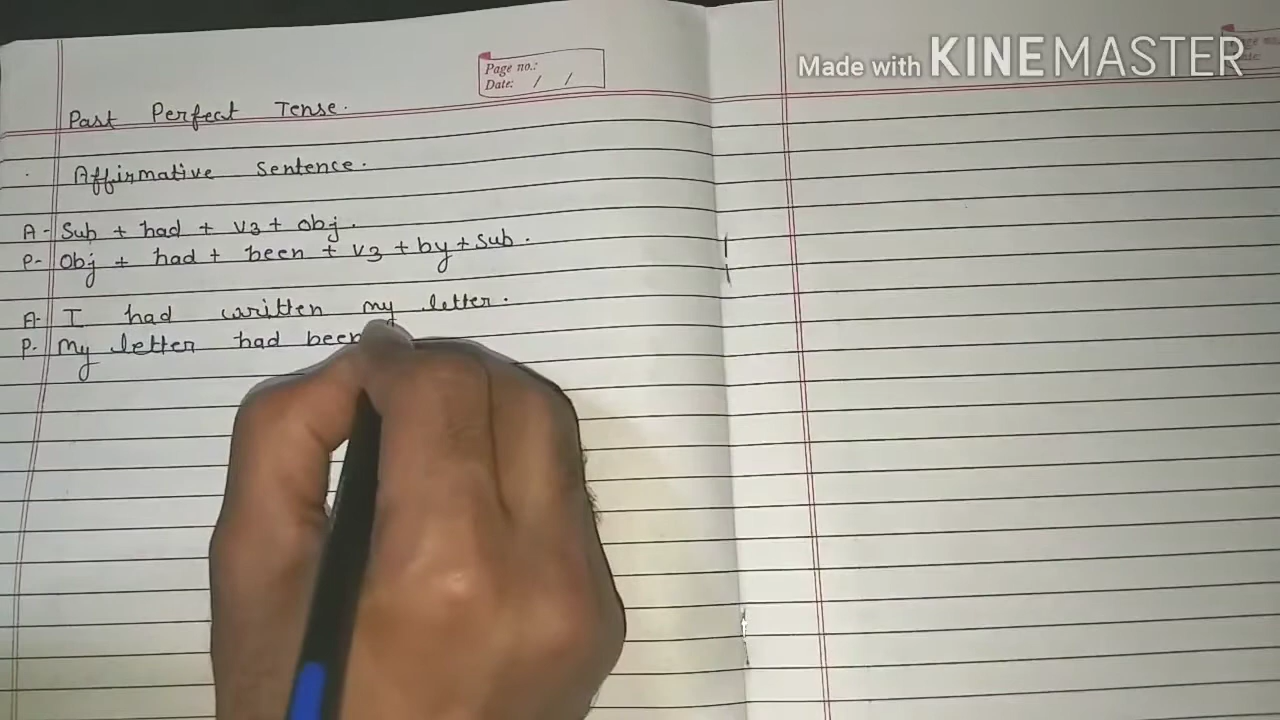 Made with KINEMASTER
Page no.:
Date: / /
Past Perfect Tense.
Affirmative Sentence.
A- Sub + had + V3 + Obj.
P- Obj + had + been + V3 + by + Sub.
A- I had written my letter.
P- My letter had been